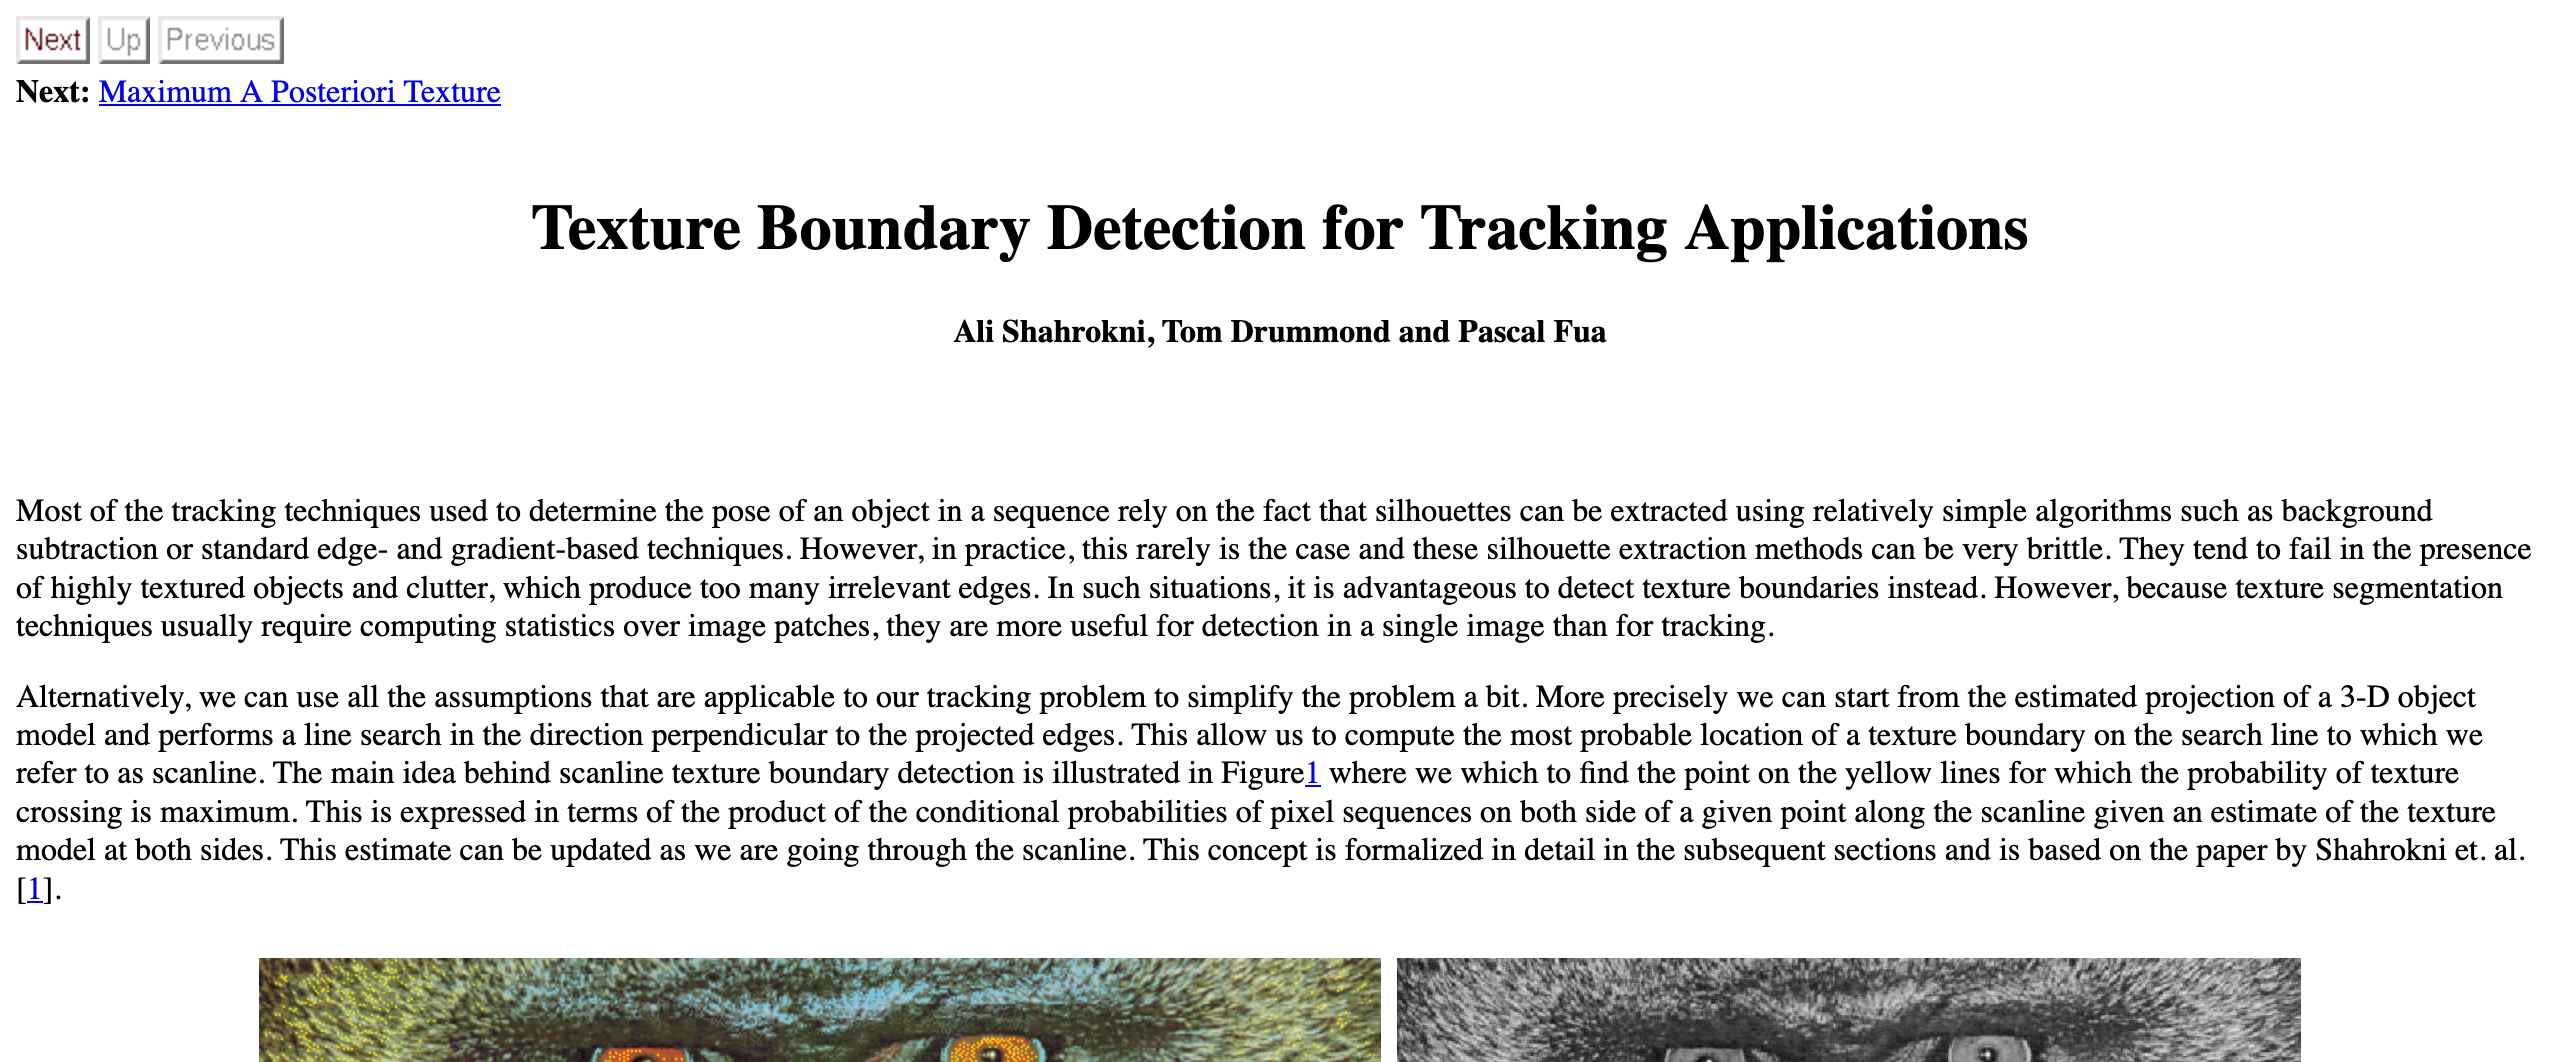 Next Up Previous
Next: Maximum A Posteriori Texture
Texture Boundary Detection for Tracking Applications
Ali Shahrokni, Tom Drummond and Pascal Fua
Most of the tracking techniques used to determine the pose of an object in a sequence rely on the fact that silhouettes can be extracted using relatively simple algorithms such as background
subtraction or standard edge- and gradient-based techniques. However, in practice, this rarely is the case and these silhouette extraction methods can be very brittle. They tend to fail in the presence
of highly textured objects and clutter, which produce too many irrelevant edges. In such situations, it is advantageous to detect texture boundaries instead. However, because texture segmentation
techniques usually require computing statistics over image patches, they are more useful for detection in a single image than for tracking.
Alternatively, we can use all the assumptions that are applicable to our tracking problem to simplify the problem a bit. More precisely we can start from the estimated projection of a 3-D object
model and performs a line search in the direction perpendicular to the projected edges. This allow us to compute the most probable location of a texture boundary on the search line to which we
refer to as scanline. The main idea behind scanline texture boundary detection is illustrated in Figure1 where we which to find the point on the yellow lines for which the probability of texture
crossing is maximum. This is expressed in terms of the product of the conditional probabilities of pixel sequences on both side of a given point along the scanline given an estimate of the texture
model at both sides. This estimate can be updated as we are going through the scanline. This concept is formalized in detail in the subsequent sections and is based on the paper by Shahrokni et. al.
[1].